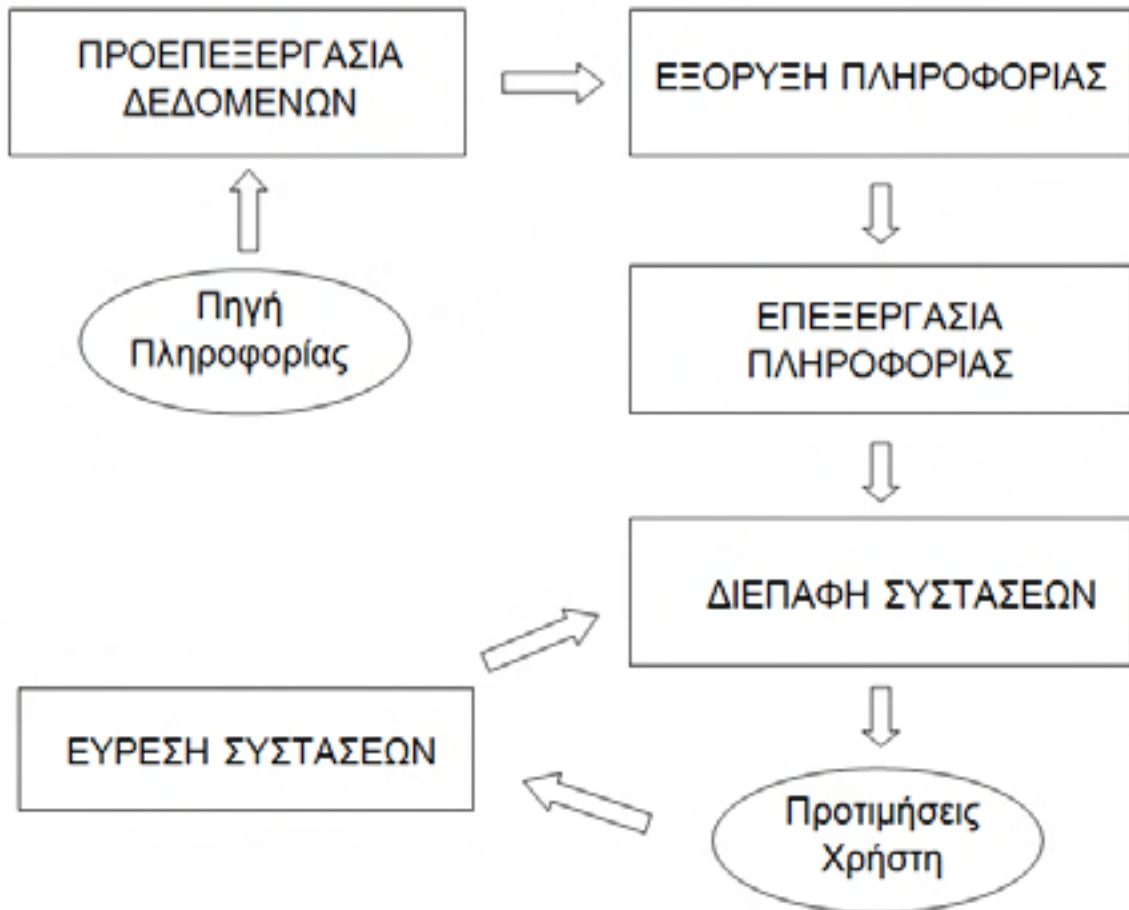 ΠΡΟΕΠΕΞΕΡΓΑΣΙΑ
ΔΕΔΟΜΕΝΩΝ
ΕΞΟΡΥΞΗ ΠΛΗΡΟΦΟΡΙΑΣ
Πηγή
Πληροφορίας
ΕΠΕΞΕΡΓΑΣΙΑ
ΠΛΗΡΟΦΟΡΙΑΣ
ΔΙΕΠΑΦΗ ΣΥΣΤΑΣΕΩΝ
ΕΥΡΕΣΗ ΣΥΣΤΑΣΕΩΝ
Προτιμήσεις
Χρήστη